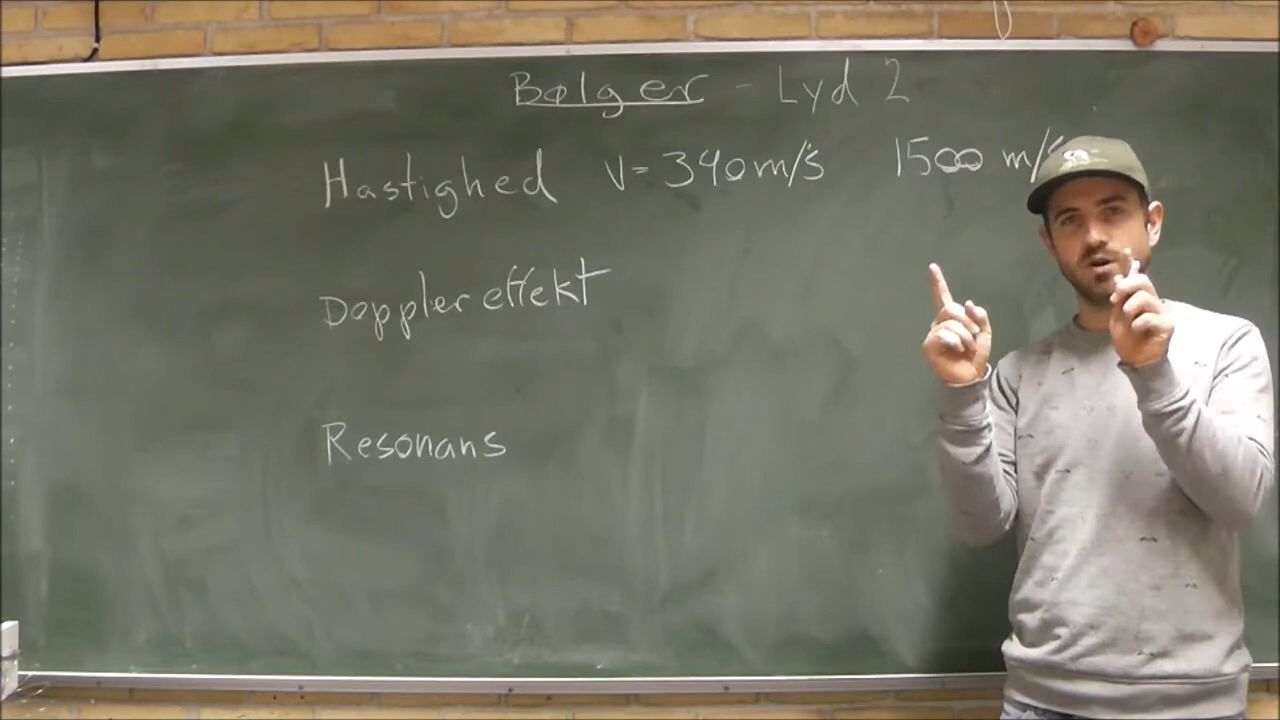 Bølger - Lyd 2
Hastighed v = 340 m/s 1500 m/s
Dopplereffekt
Resonans